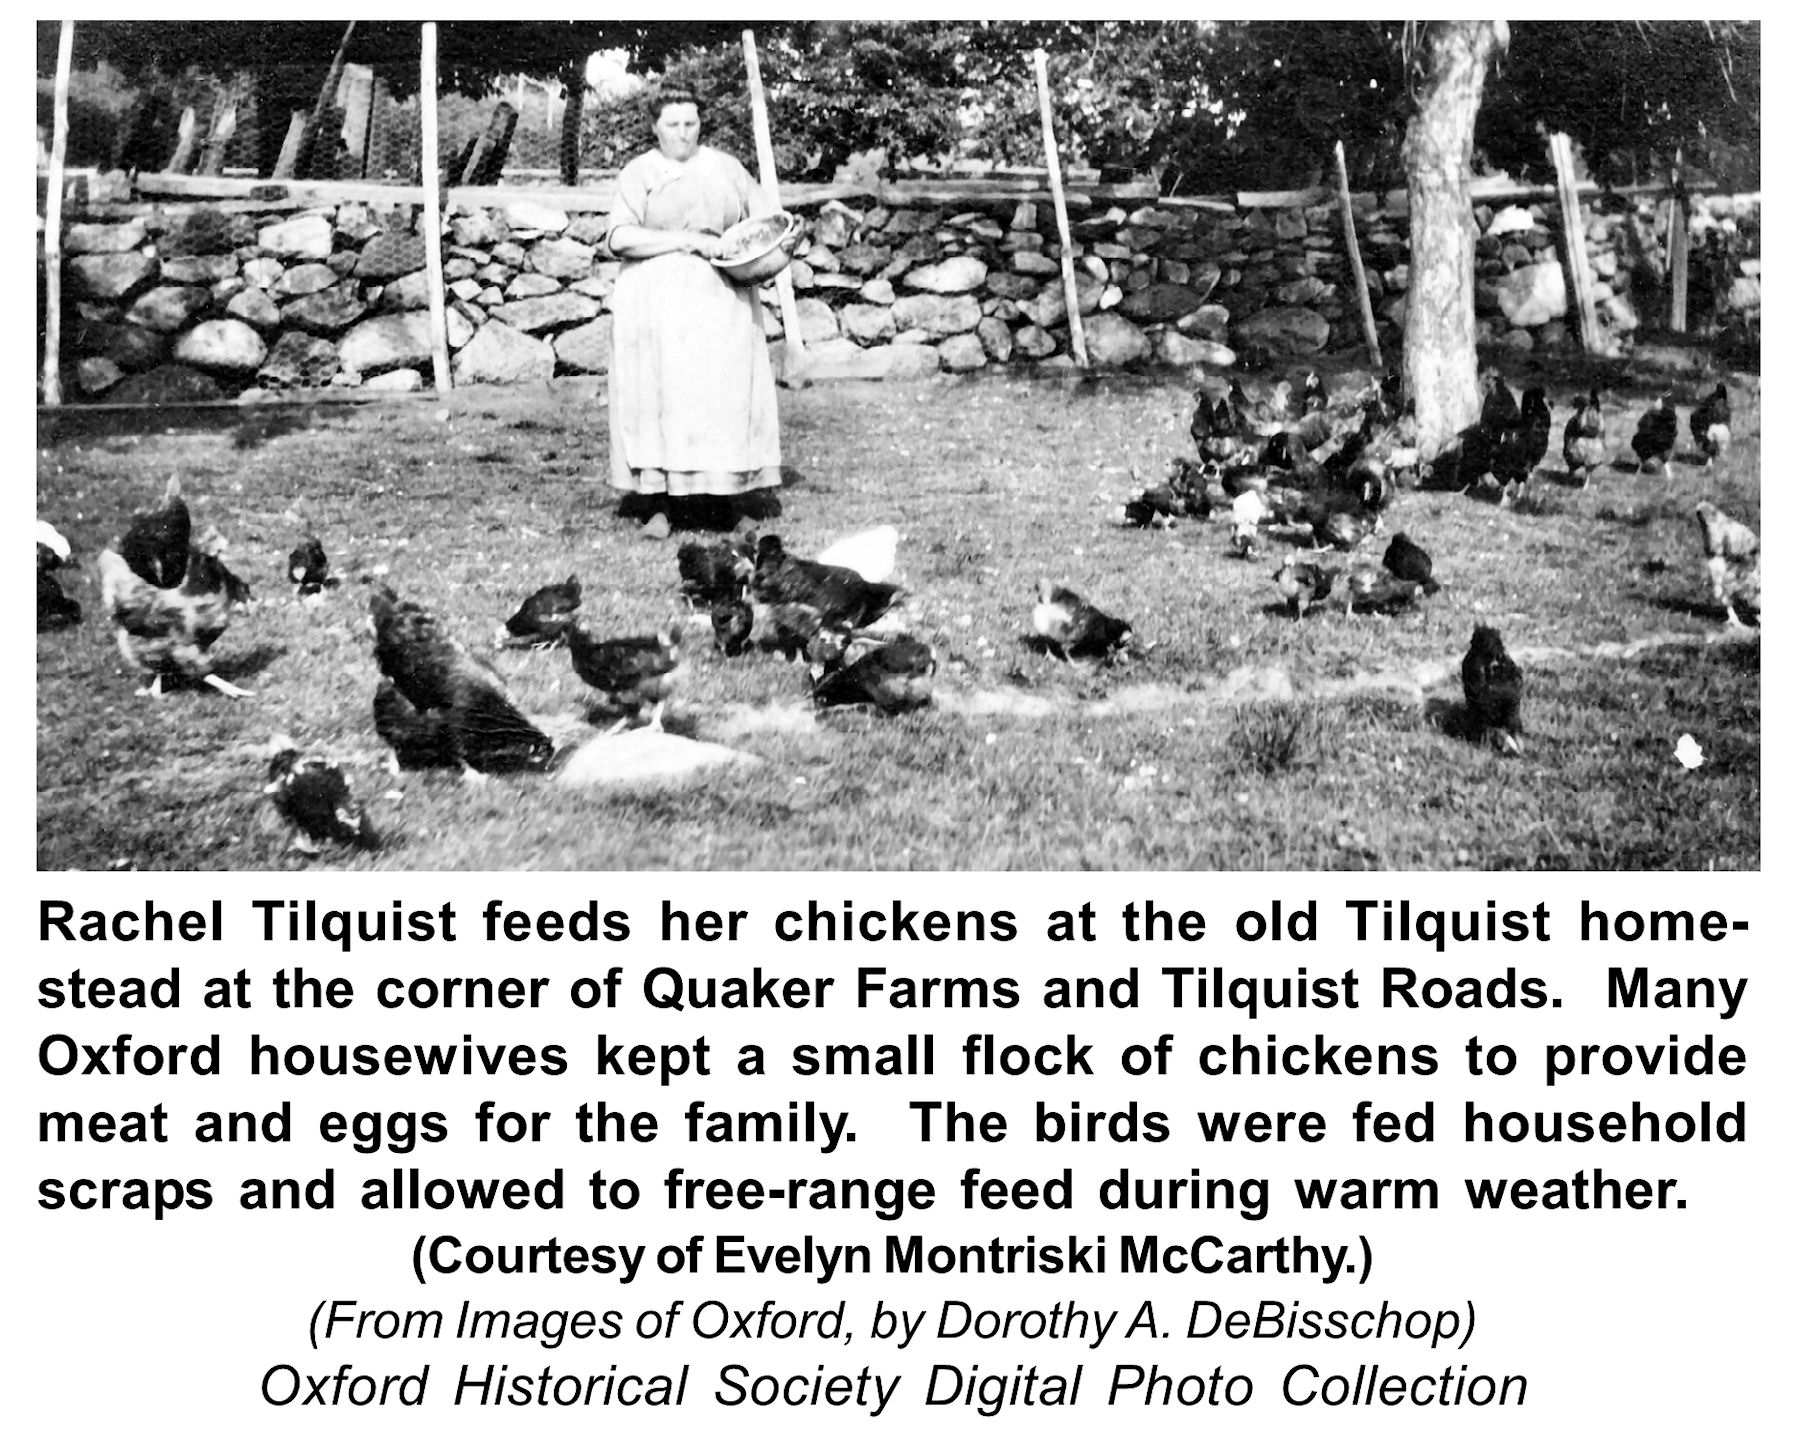 Rachel Tilquist feeds her chickens at the old Tilquist home-
stead at the corner of Quaker Farms and Tilquist Roads.  Many
Oxford housewives kept a small flock of chickens to provide
meat and eggs for the family.  The birds were fed household
scraps and allowed to free-range feed during warm weather.
(Courtesy of Evelyn Montriski McCarthy.)
(From Images of Oxford, by Dorothy A. DeBisschop)
Oxford Historical Society Digital Photo Collection